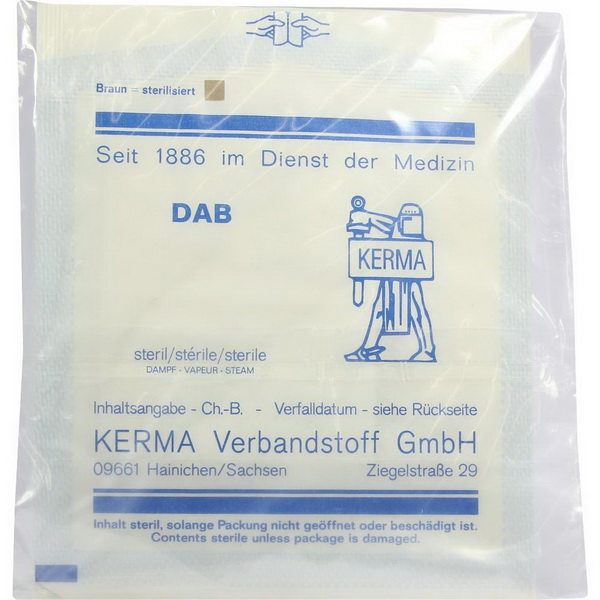 Braun = sterilisiert
Seit 1886 im Dienst der Medizin
DAB
KERMA
steril/stérile/sterile
DAMPF - VAPEUR - STEAM
Inhaltsangabe - Ch.-B. - Verfalldatum - siehe Rückseite
KERMA Verbandstoff GmbH
09661 Hainichen/Sachsen Ziegelstraße 29
Inhalt steril, solange Packung nicht geöffnet oder beschädigt ist.
Contents sterile unless package is damaged.